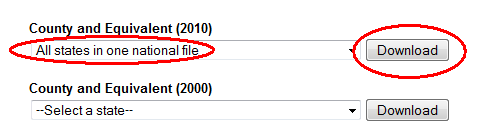 County and Equivalent (2010)
All states in one national file Download
County and Equivalent (2000)
--Select a state-- Download